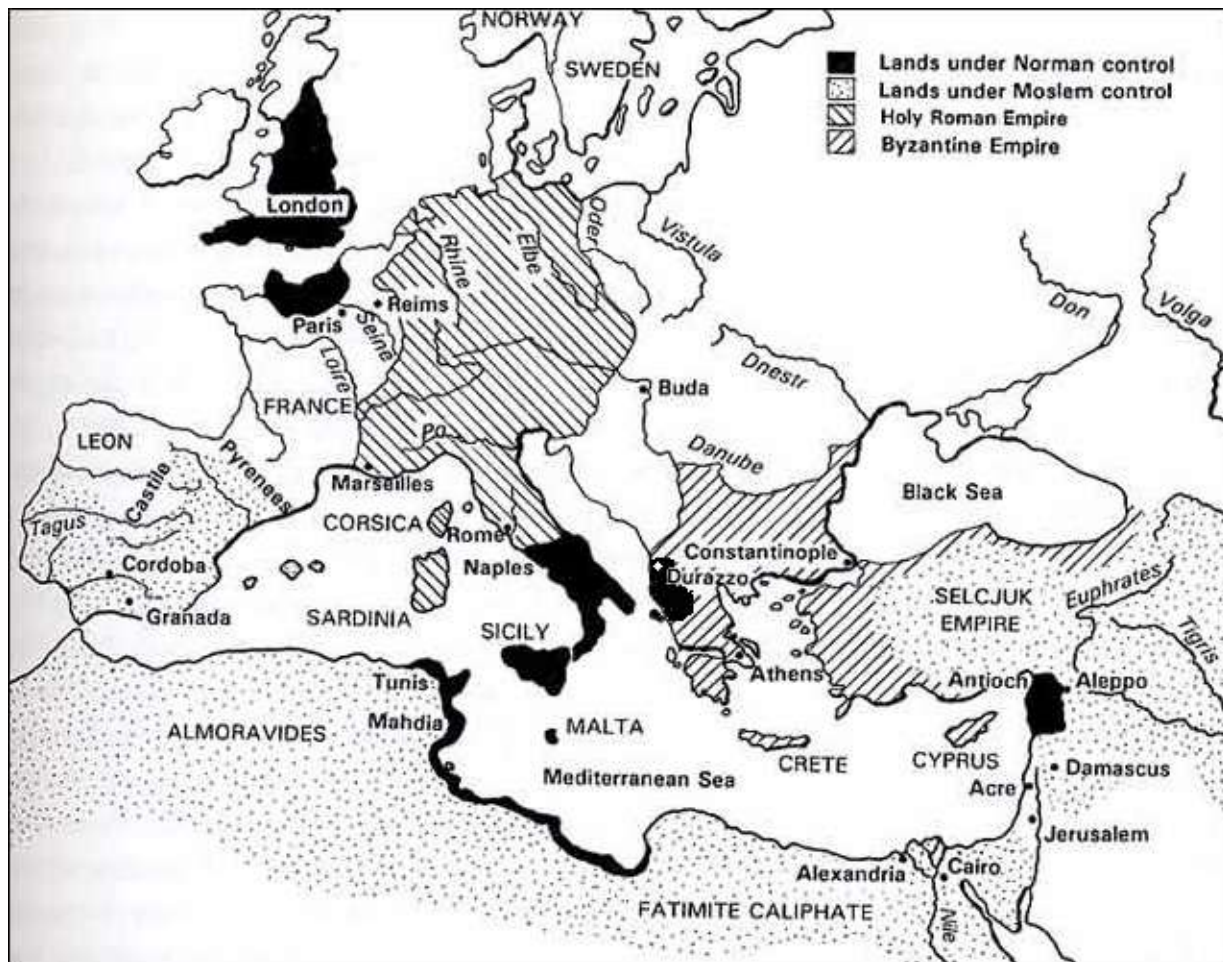 NORWAY
SWEDEN
Lands under Norman control
Lands under Moslem control
Holy Roman Empire
Byzantine Empire
London
Oder
Vistula
Rhine
Elbe
Reims
Paris
Seine
Don
Volga
Loire
Dnestr
Buda
FRANCE
LEON
Po
Pyrenees
Danube
Castile
Marseilles
Black Sea
Tagus
CORSICA
Rome
Constantinople
Cordoba
Naples
Durazzo
SELCJUK
EMPIRE
Euphrates
Granada
SARDINIA
SICILY
Tigris
Athens
Antioch
Aleppo
Tunis
Mahdia
ALMORAVIDES
MALTA
CRETE
CYPRUS
Mediterranean Sea
Damascus
Acre
Jerusalem
Alexandria
Cairo
FATIMITE CALIPHATE
Nile